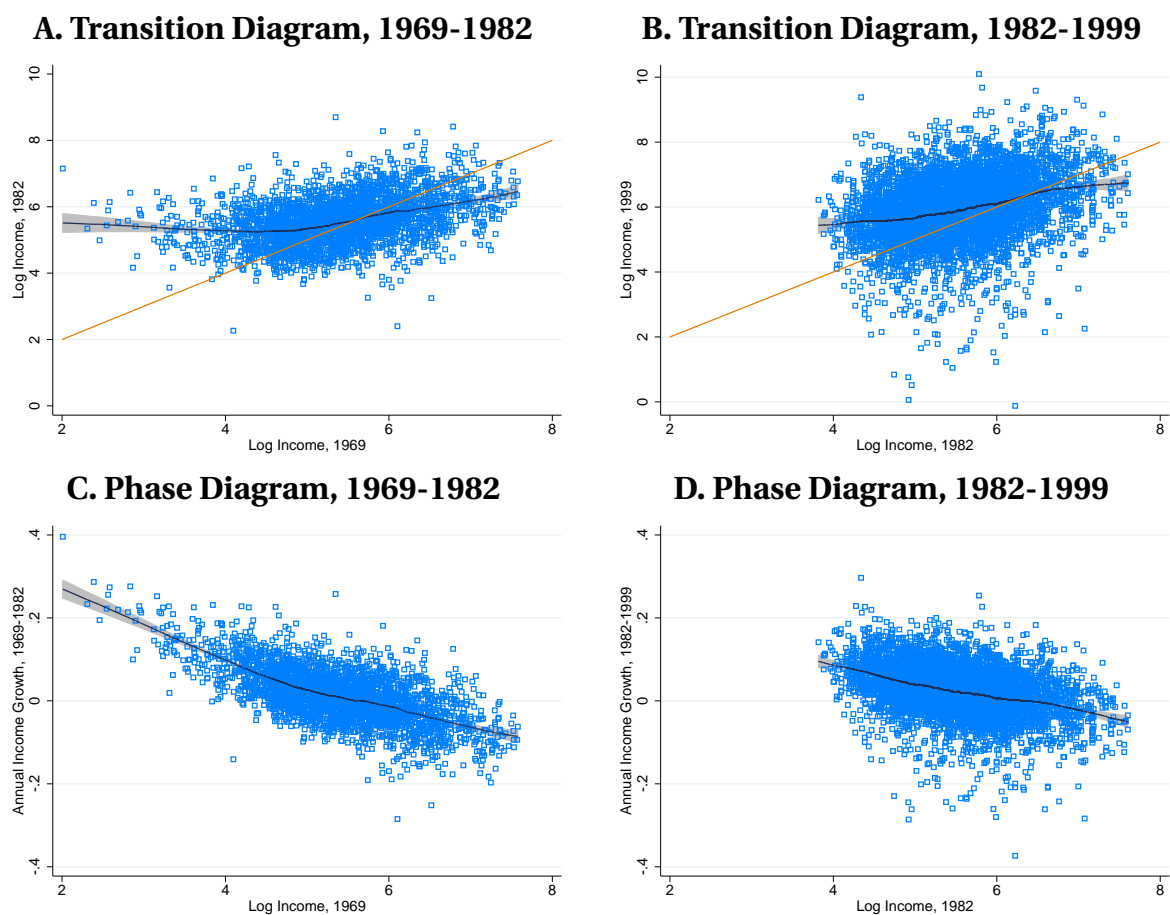 A. Transition Diagram, 1969-1982
10
8
6
4
2
0
Log Income, 1982
2 4 6 8
Log Income, 1969
B. Transition Diagram, 1982-1999
10
8
6
4
2
0
Log Income, 1999
2 4 6 8
Log Income, 1982
C. Phase Diagram, 1969-1982
.4
.2
0
-.2
-.4
Annual Income Growth, 1969-1982
2 4 6 8
Log Income, 1969
D. Phase Diagram, 1982-1999
.4
.2
0
-.2
-.4
Annual Income Growth, 1982-1999
2 4 6 8
Log Income, 1982